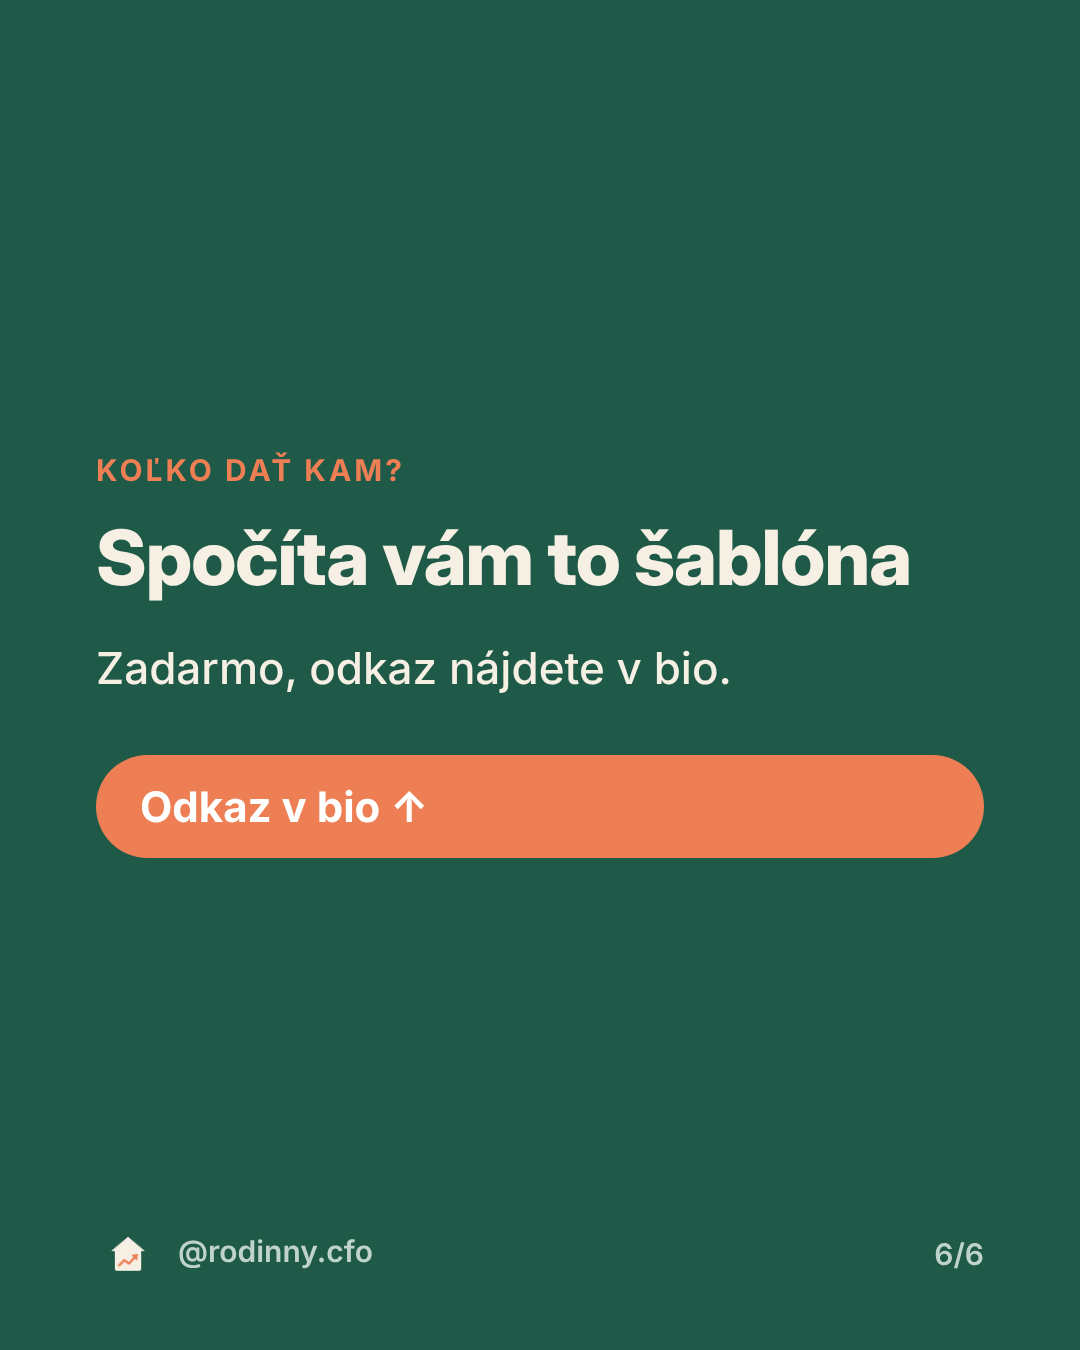 KOĽKO DAŤ KAM?
Spočíta vám to šablóna
Zadarmo, odkaz nájdete v bio.
Odkaz v bio ↑
@rodinny.cfo
6/6